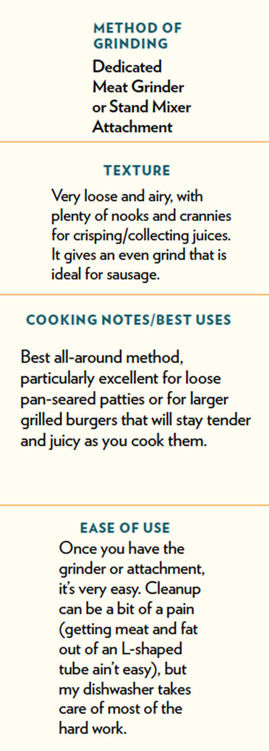 METHOD OF
GRINDING
Dedicated
Meat Grinder
or Stand Mixer
Attachment
TEXTURE
Very loose and airy, with
plenty of nooks and crannies
for crisping/collecting juices.
It gives an even grind that is
ideal for sausage.
COOKING NOTES/BEST USES
Best all-around method,
particularly excellent for loose
pan-seared patties or for larger
grilled burgers that will stay tender
and juicy as you cook them.
EASE OF USE
Once you have the
grinder or attachment,
it’s very easy. Cleanup
can be a bit of a pain
(getting meat and fat
out of an L-shaped
tube ain’t easy), but
my dishwasher takes
care of most of the
hard work.